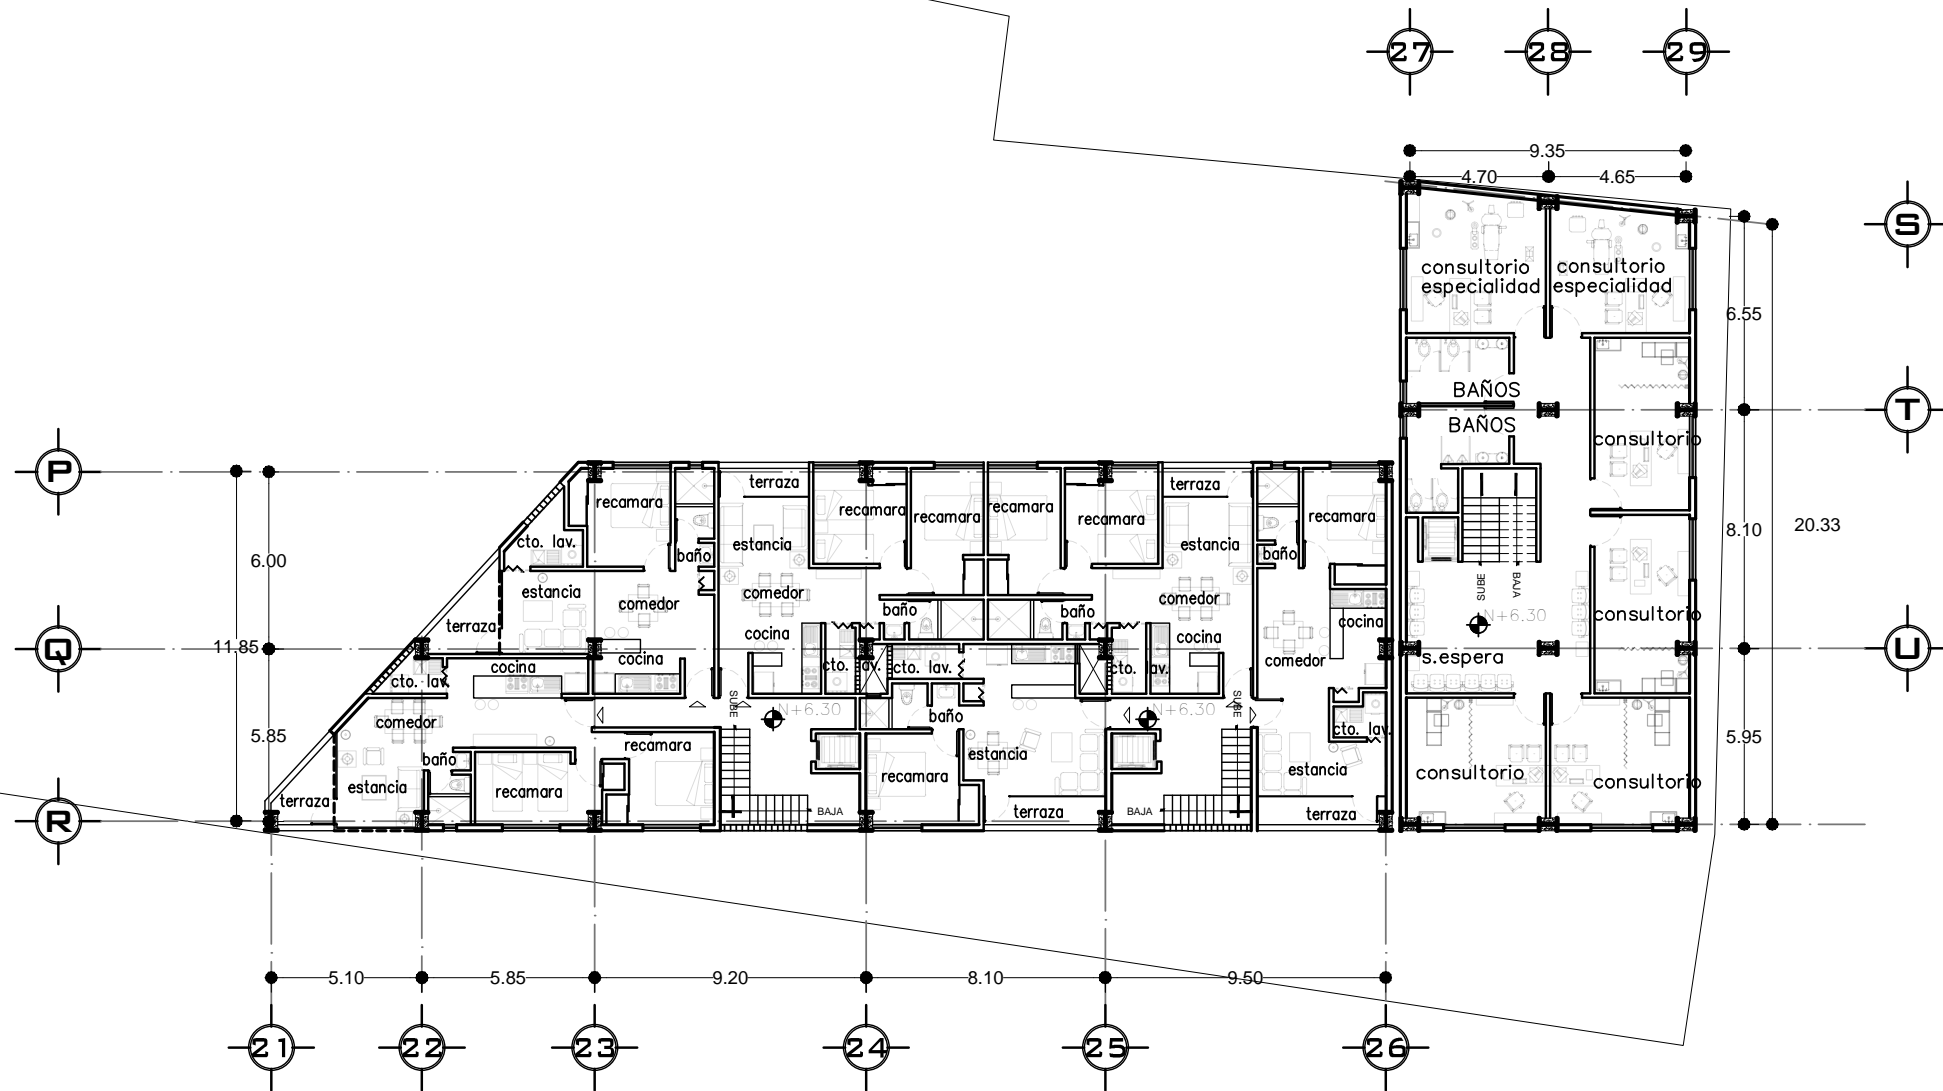 27
28
29
9.35
4.70
4.65
S
consultorio
especialidad
consultorio
especialidad
6.55
BAÑOS
T
BAÑOS
consultorio
P
recamara
terraza
recamara
recamara
recamara
recamara
terraza
recamara
cto. lav.
baño
estancia
estancia
baño
8.10
20.33
6.00
estancia
comedor
comedor
baño
baño
comedor
SUBE
BAJA
N+6.30
consultorio
terraza
cocina
cocina
cocina
Q
11.85
cocina
cocina
cto. lav.
cto. lav.
cto. lav.
cto. lav.
comedor
s.espera
U
comedor
SUBE
N+6.30
baño
SUBE
N+6.30
cto. lav.
5.85
baño
recamara
estancia
5.95
estancia
recamara
recamara
estancia
consultorio
consultorio
terraza
BAJA
terraza
BAJA
terraza
R
5.10
5.85
9.20
8.10
9.50
21
22
23
24
25
26